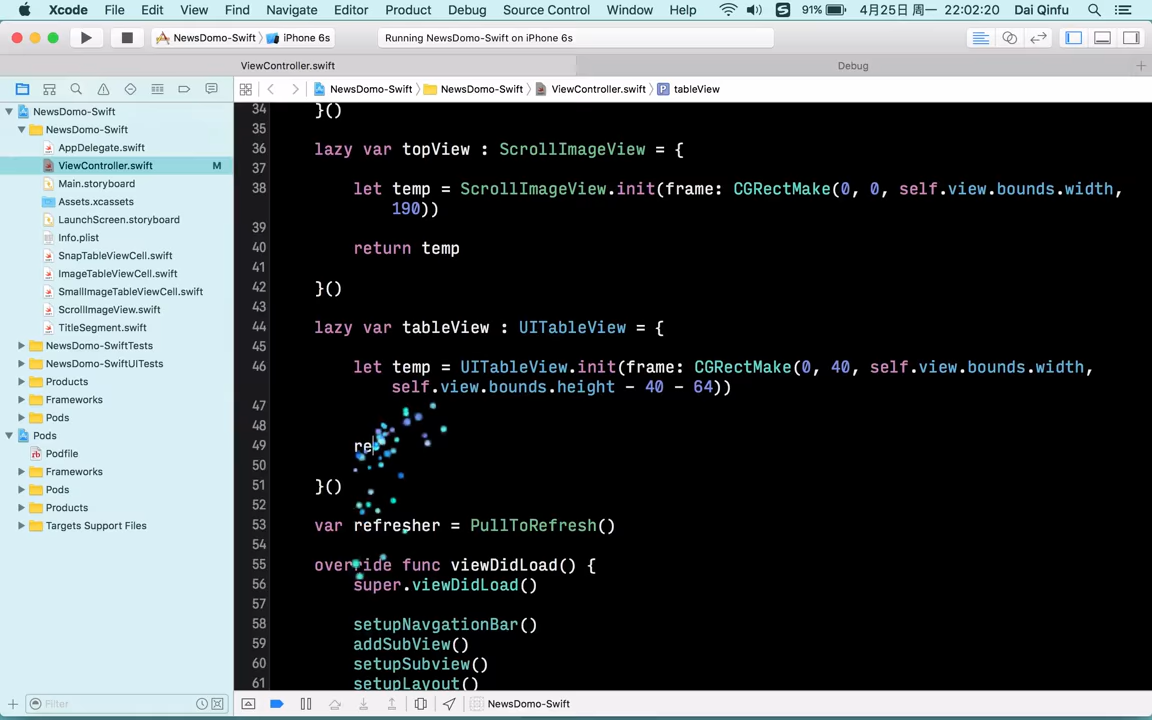 Xcode File Edit View Find Navigate Editor Product Debug Source Control Window Help 91% 4月25日 周一 22:02:20 Dai Qinfu
NewsDomo-Swift iPhone 6s Running NewsDomo-Swift on iPhone 6s
ViewController.swift Debug
NewsDomo-Swift NewsDomo-Swift ViewController.swift P tableView
NewsDomo-Swift
NewsDomo-Swift
AppDelegate.swift
ViewController.swift M
Main.storyboard
Assets.xcassets
LaunchScreen.storyboard
Info.plist
SnapTableViewCell.swift
ImageTableViewCell.swift
SmallImageTableViewCell.swift
ScrollImageView.swift
TitleSegment.swift
NewsDomo-SwiftTests
NewsDomo-SwiftUITests
Products
Frameworks
Pods
Pods
Podfile
Frameworks
Pods
Products
Targets Support Files
Filter
34 }()
35
36 lazy var topView : ScrollImageView = {
37
38 let temp = ScrollImageView.init(frame: CGRectMake(0, 0, self.view.bounds.width,
190))
39
40 return temp
41
42 }()
43
44 lazy var tableView : UITableView = {
45
46 let temp = UITableView.init(frame: CGRectMake(0, 40, self.view.bounds.width,
self.view.bounds.height - 40 - 64))
47
48
49 re
50
51 }()
52
53 var refresher = PullToRefresh()
54
55 override func viewDidLoad() {
56 super.viewDidLoad()
57
58 setupNavgationBar()
59 addSubView()
60 setupSubview()
61 setupLayout()
NewsDomo-Swift